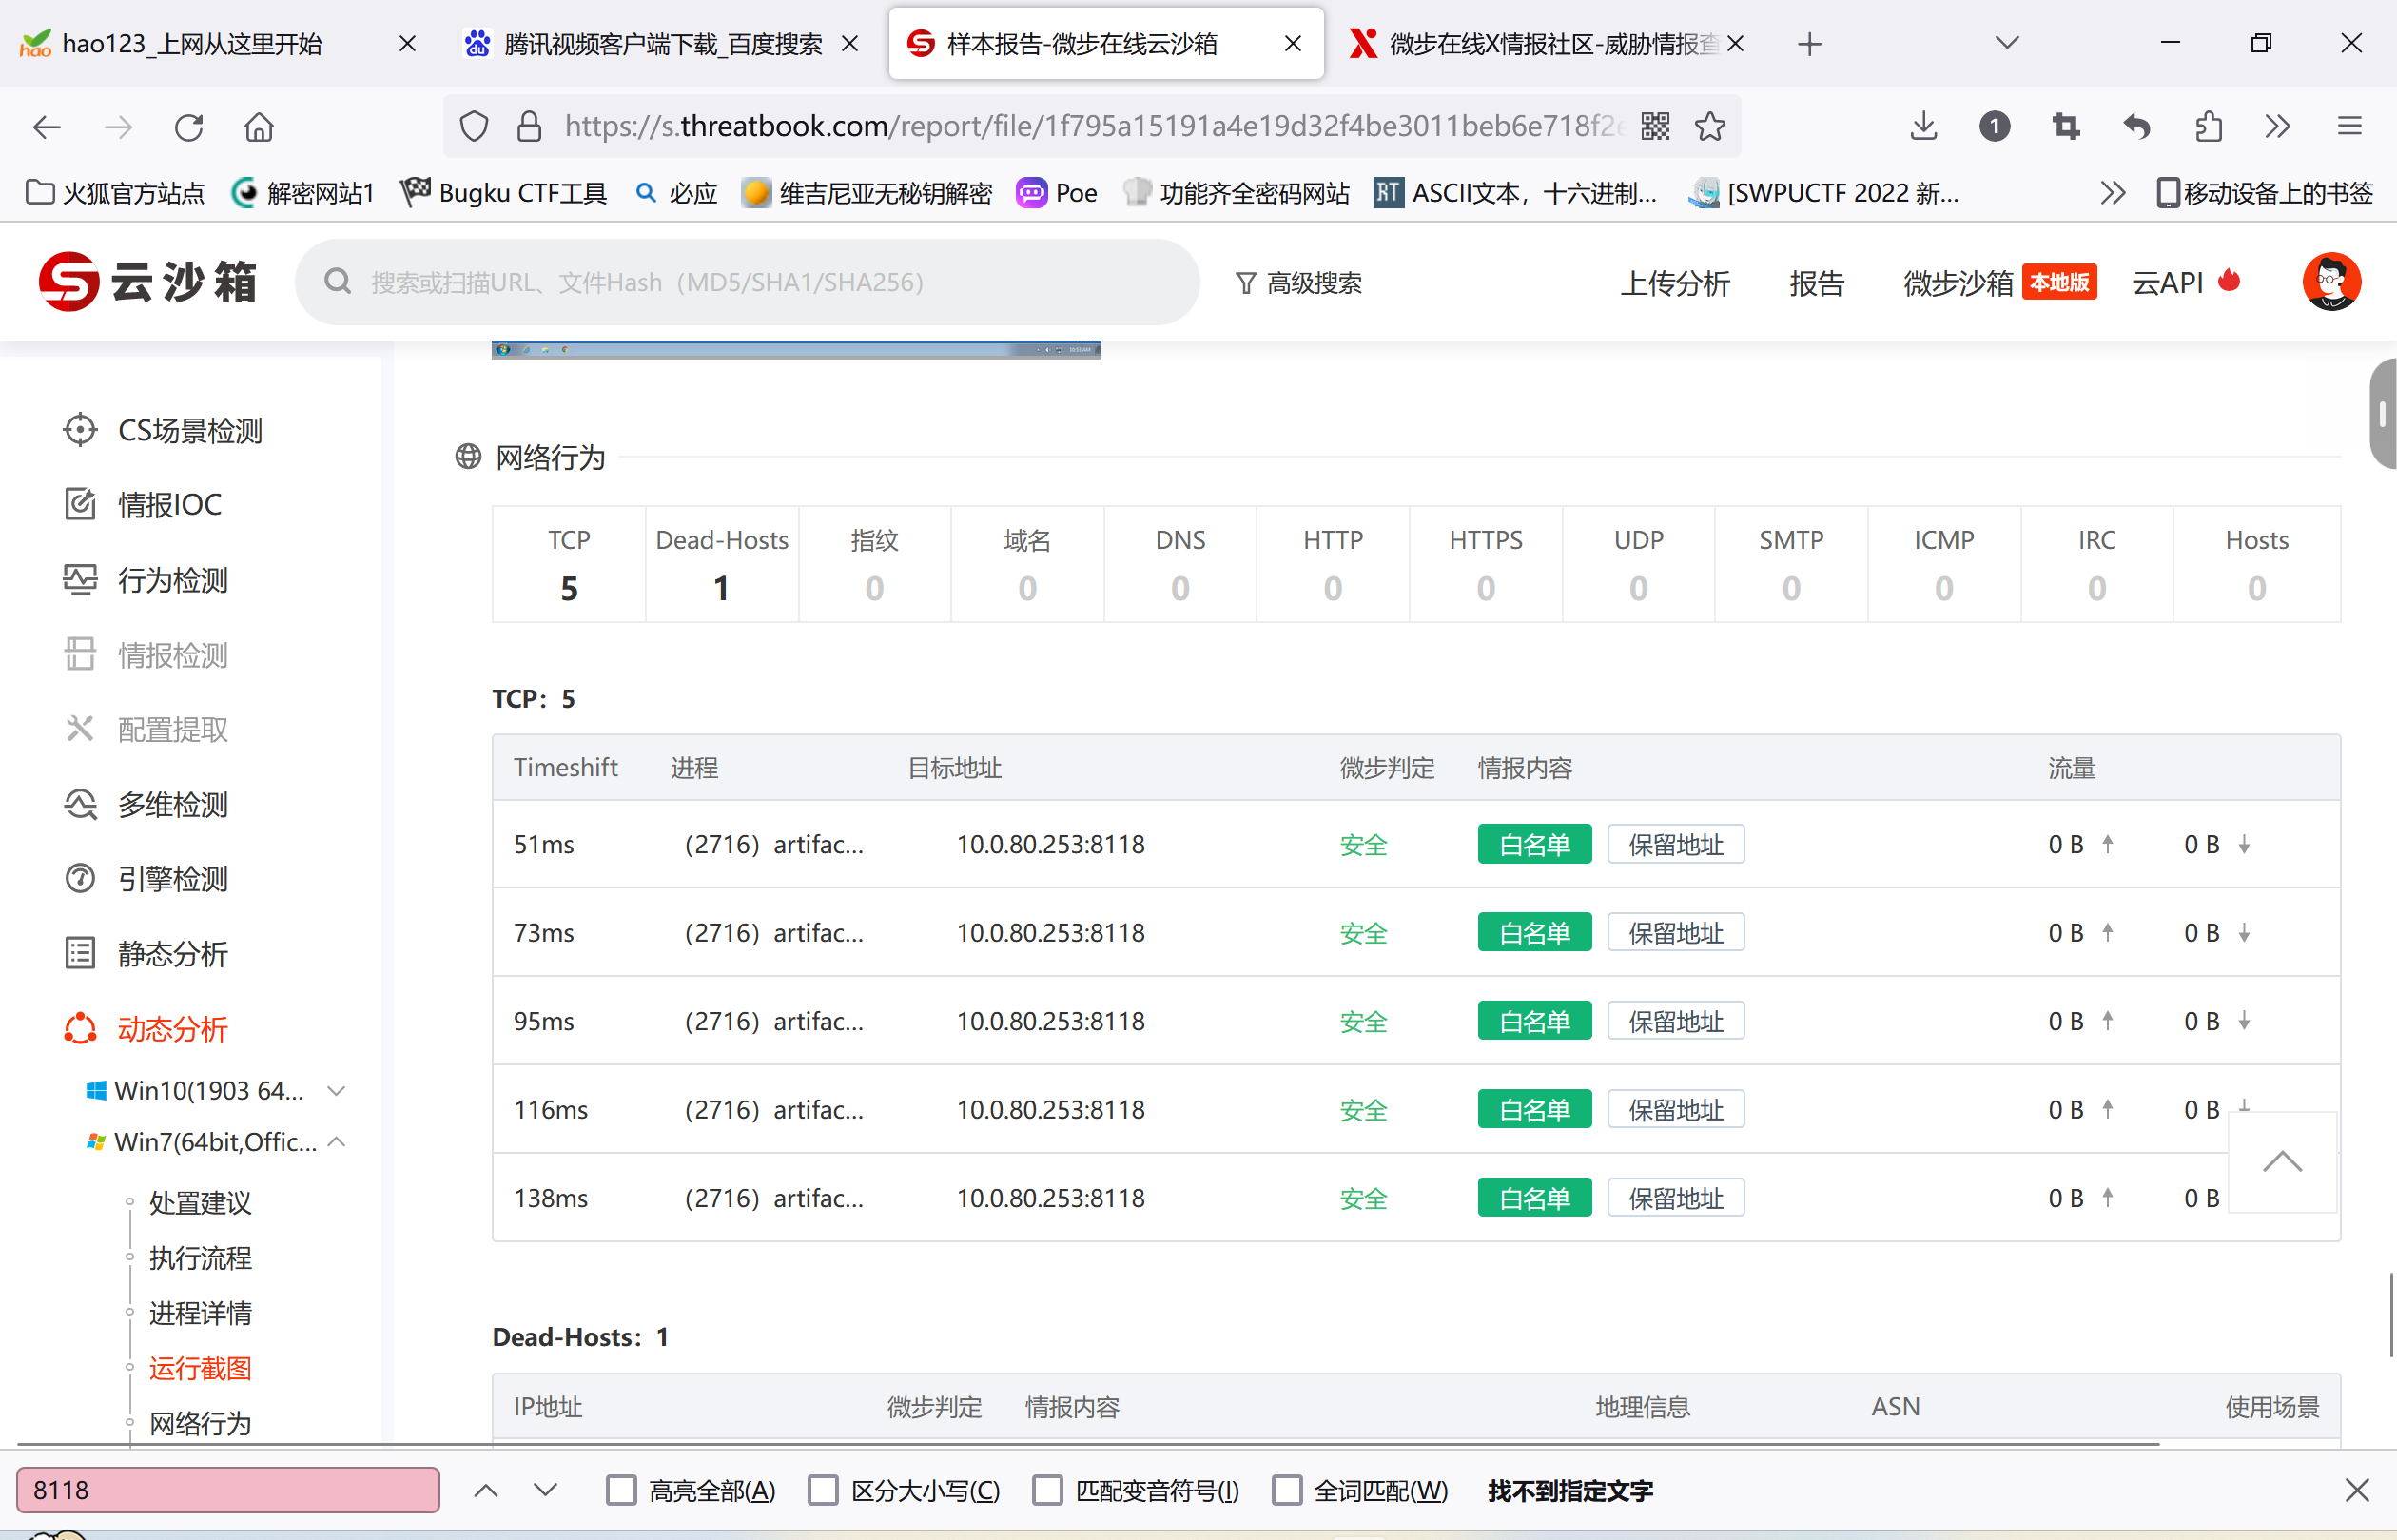 hao123_上网从这里开始
腾讯视频客户端下载_百度搜索
样本报告-微步在线云沙箱
微步在线X情报社区-威胁情报查
https://s.threatbook.com/report/file/1f795a15191a4e19d32f4be3011beb6e718f2e
1
火狐官方站点
解密网站1
Bugku CTF工具
必应
维吉尼亚无秘钥解密
Poe
功能齐全密码网站
RT
ASCII文本，十六进制...
[SWPUCTF 2022 新...
移动设备上的书签
云沙箱
搜索或扫描URL、文件Hash（MD5/SHA1/SHA256）
高级搜索
上传分析
报告
微步沙箱 本地版
云API
CS场景检测
情报IOC
行为检测
情报检测
配置提取
多维检测
引擎检测
静态分析
动态分析
Win10(1903 64...
Win7(64bit,Offic...
处置建议
执行流程
进程详情
运行截图
网络行为
网络行为
TCP Dead-Hosts 指纹 域名 DNS HTTP HTTPS UDP SMTP ICMP IRC Hosts
5 1 0 0 0 0 0 0 0 0 0 0
TCP：5
Timeshift 进程 目标地址 微步判定 情报内容 流量
51ms （2716）artifac... 10.0.80.253:8118 安全 白名单 保留地址 0 B 0 B
73ms （2716）artifac... 10.0.80.253:8118 安全 白名单 保留地址 0 B 0 B
95ms （2716）artifac... 10.0.80.253:8118 安全 白名单 保留地址 0 B 0 B
116ms （2716）artifac... 10.0.80.253:8118 安全 白名单 保留地址 0 B 0 B
138ms （2716）artifac... 10.0.80.253:8118 安全 白名单 保留地址 0 B 0 B
Dead-Hosts：1
IP地址 微步判定 情报内容 地理信息 ASN 使用场景
8118
高亮全部(A) 区分大小写(C) 匹配变音符号(I) 全词匹配(W) 找不到指定文字